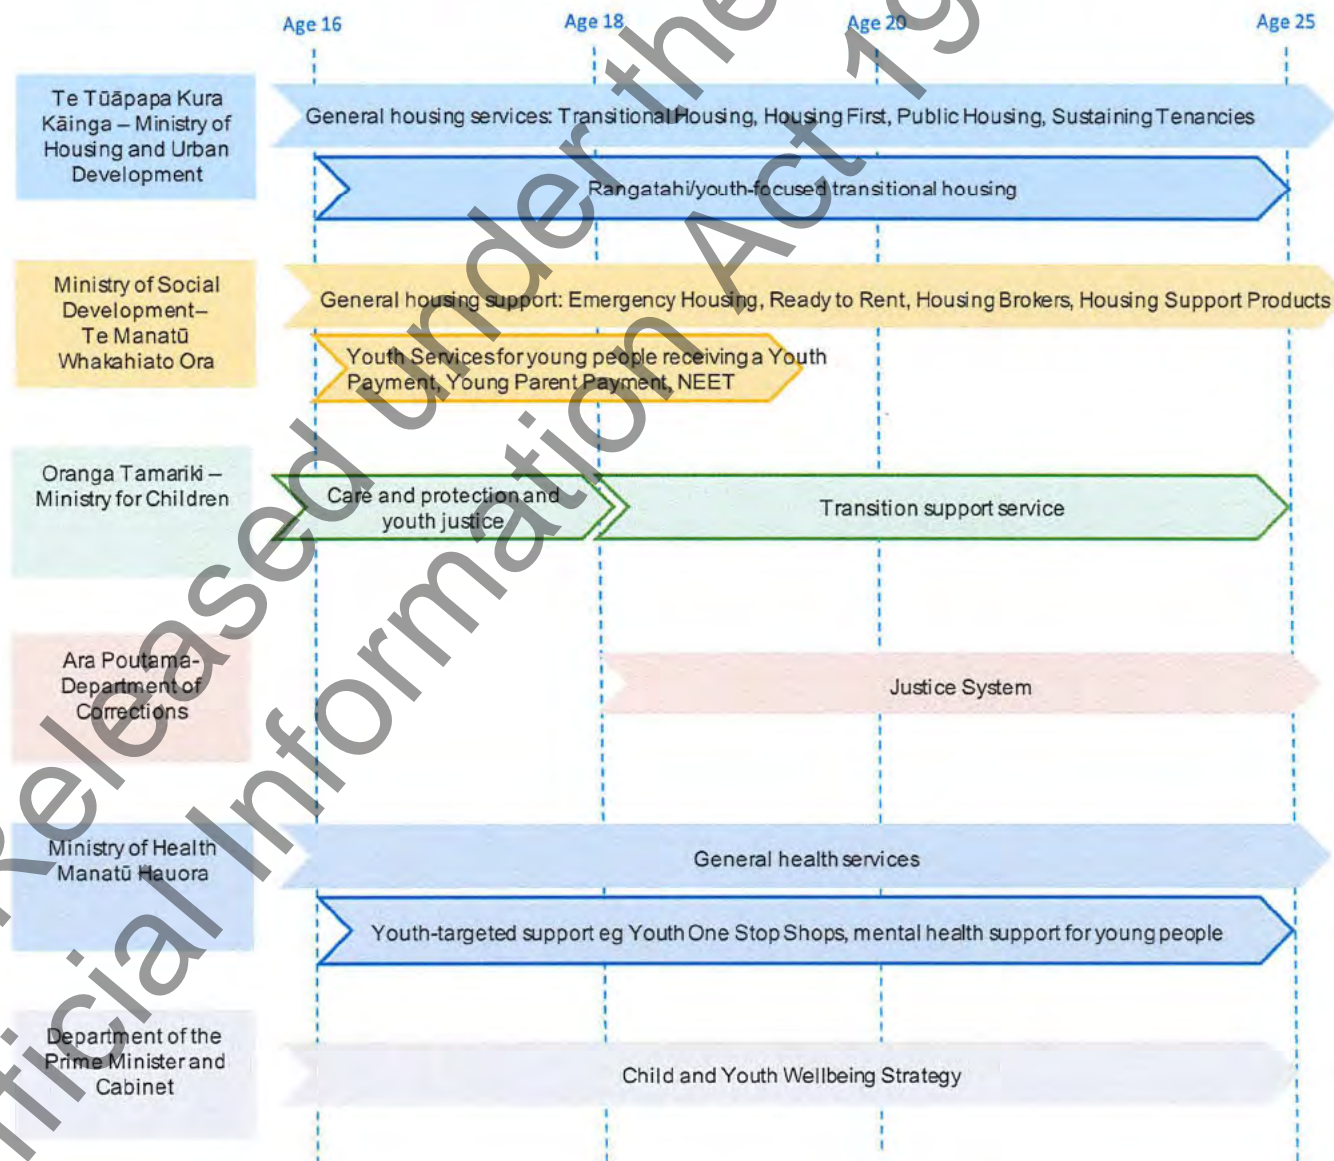 Age 16
Age 18
Age 20
Age 25
Te Tūāpapa Kura
Kāinga – Ministry of
Housing and Urban
Development
General housing services: Transitional Housing, Housing First, Public Housing, Sustaining Tenancies
Rangatahi/youth-focused transitional housing
Ministry of Social
Development–
Te Manatū
Whakahiato Ora
General housing support: Emergency Housing, Ready to Rent, Housing Brokers, Housing Support Products
Youth Services for young people receiving a Youth
Payment, Young Parent Payment, NEET
Oranga Tamariki –
Ministry for Children
Care and protection and
youth justice
Transition support service
Ara Poutama-
Department of
Corrections
Justice System
Ministry of Health
Manatū Hauora
General health services
Youth-targeted support eg Youth One Stop Shops, mental health support for young people
Department of the
Prime Minister and
Cabinet
Child and Youth Wellbeing Strategy
Released under the
fficial Information Act 19